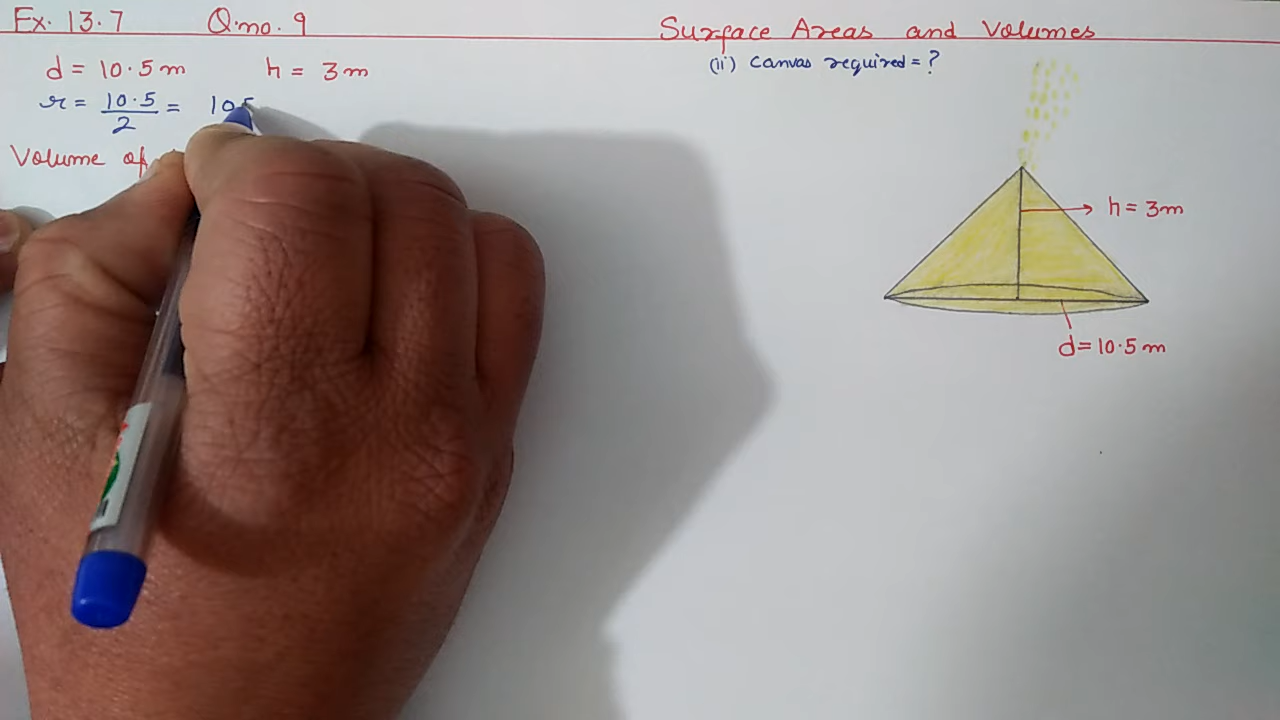 Ex. 13.7 Q.no. 9
Surface Areas and Volumes
d = 10.5 m h = 3 m
r = 10.5/2 = 105
Volume of
(ii) Canvas required = ?
h = 3m
d = 10.5 m